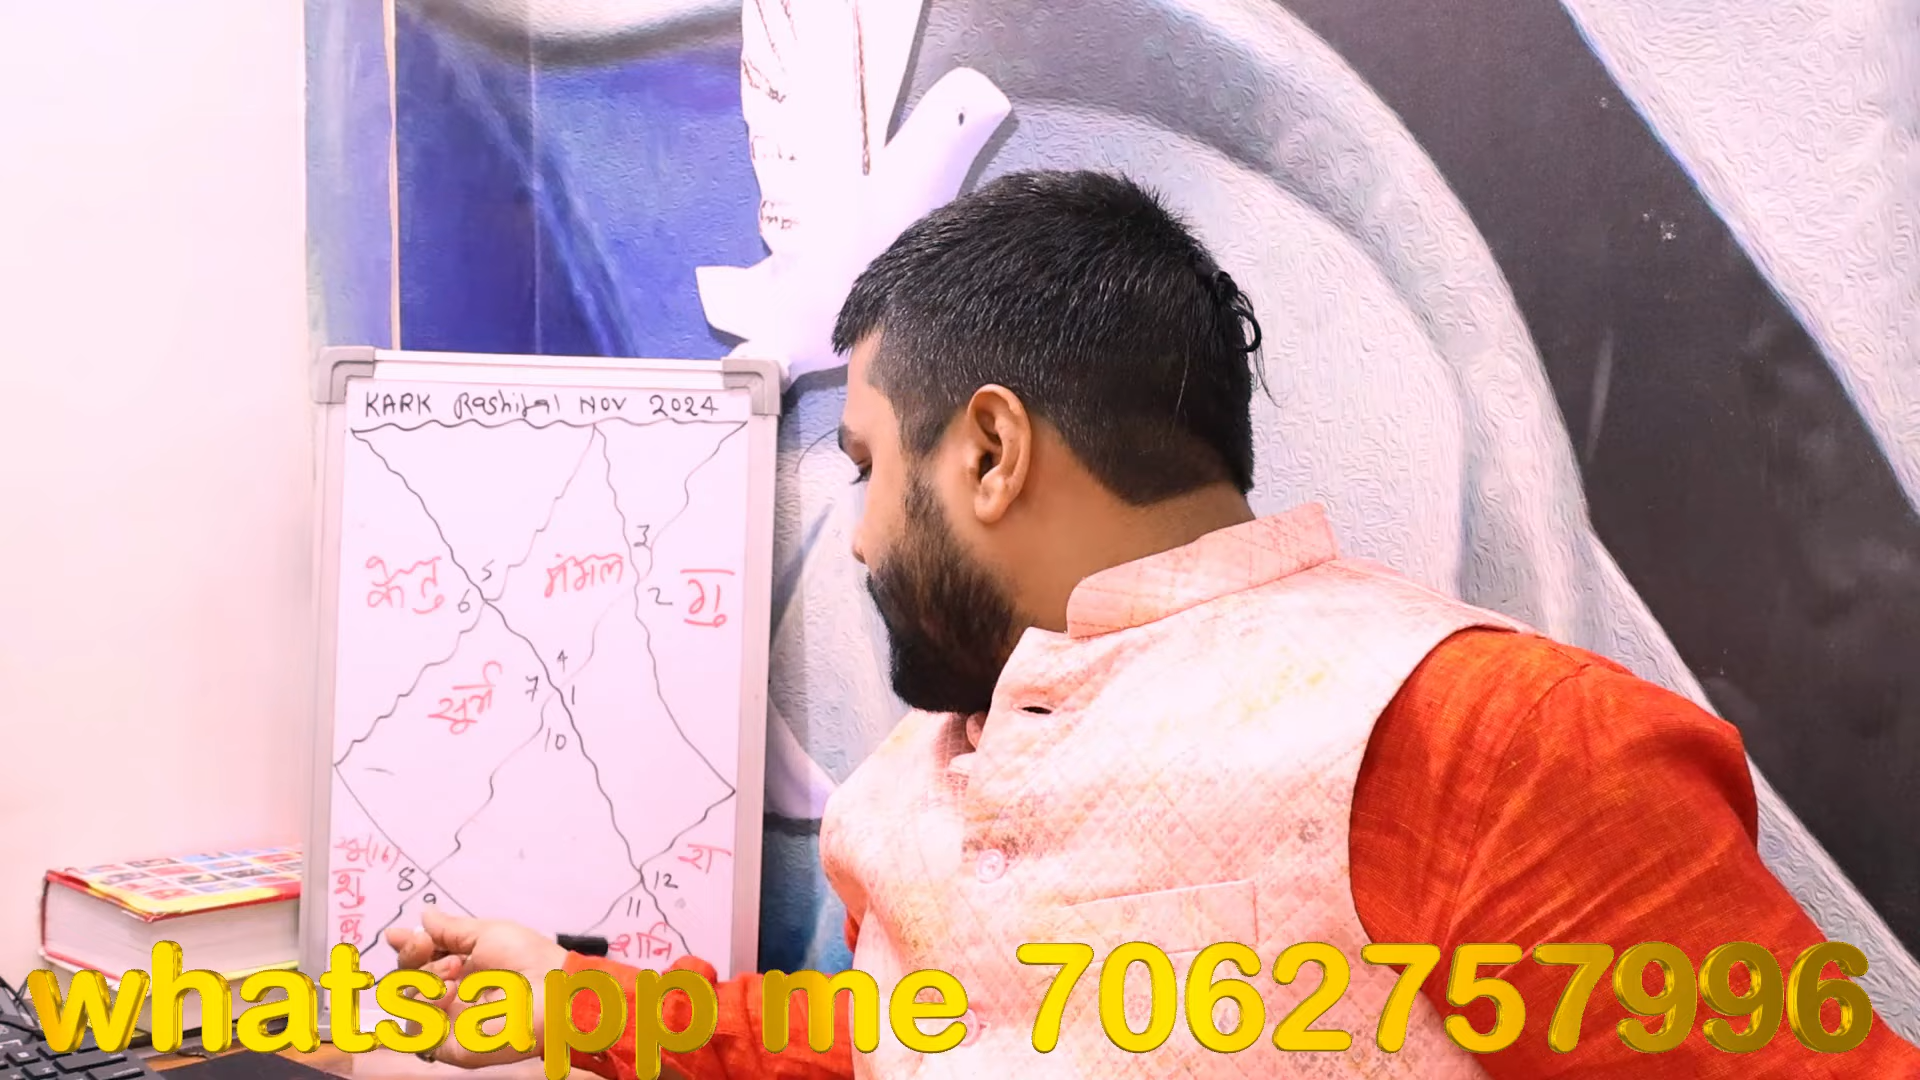 KARK Rashifal NOV 2024
3
केतु 5 मंगल 2 गु
6
4
सूर्य 7 1
10
सू(16) रा
8 12
शु 9 11
बु शनि
whatsapp me 7062757996